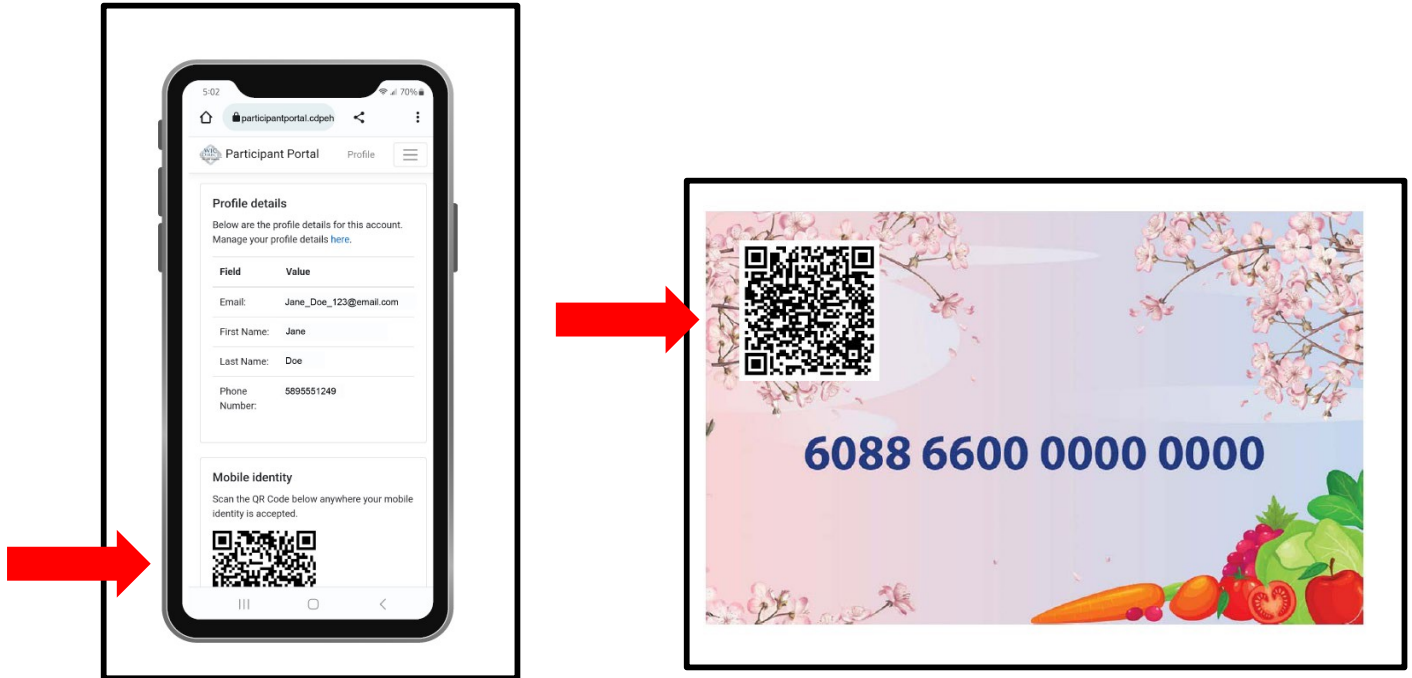 5:02
70%
participantportal.cdpeh
Participant Portal
Profile
Profile details
Below are the profile details for this account.
Manage your profile details here.
Field Value
Email: Jane_Doe_123@email.com
First Name: Jane
Last Name: Doe
Phone 5895551249
Number:
Mobile identity
Scan the QR Code below anywhere your mobile
identity is accepted.
6088 6600 0000 0000